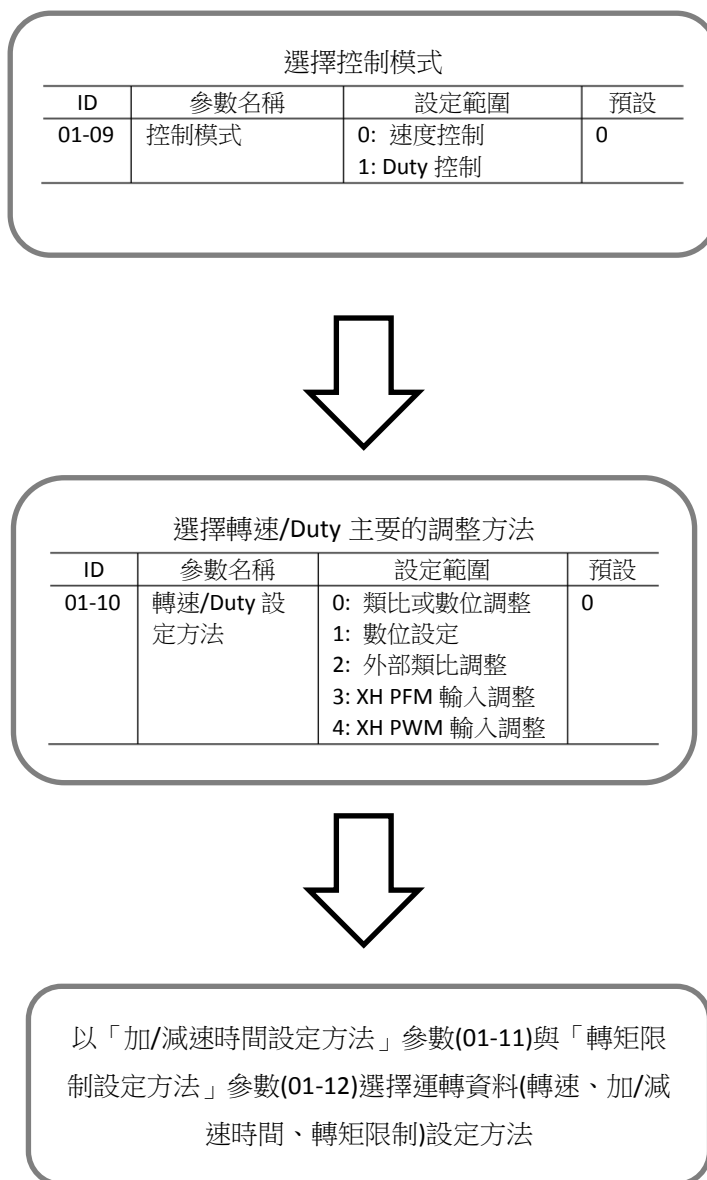 選擇控制模式
ID 參數名稱 設定範圍 預設
01-09 控制模式 0: 速度控制 0
1: Duty 控制
選擇轉速/Duty 主要的調整方法
ID 參數名稱 設定範圍 預設
01-10 轉速/Duty 設 0: 類比或數位調整 0
定方法 1: 數位設定
2: 外部類比調整
3: XH PFM 輸入調整
4: XH PWM 輸入調整
以「加/減速時間設定方法」參數(01-11)與「轉矩限
制設定方法」參數(01-12)選擇運轉資料(轉速、加/減
速時間、轉矩限制)設定方法